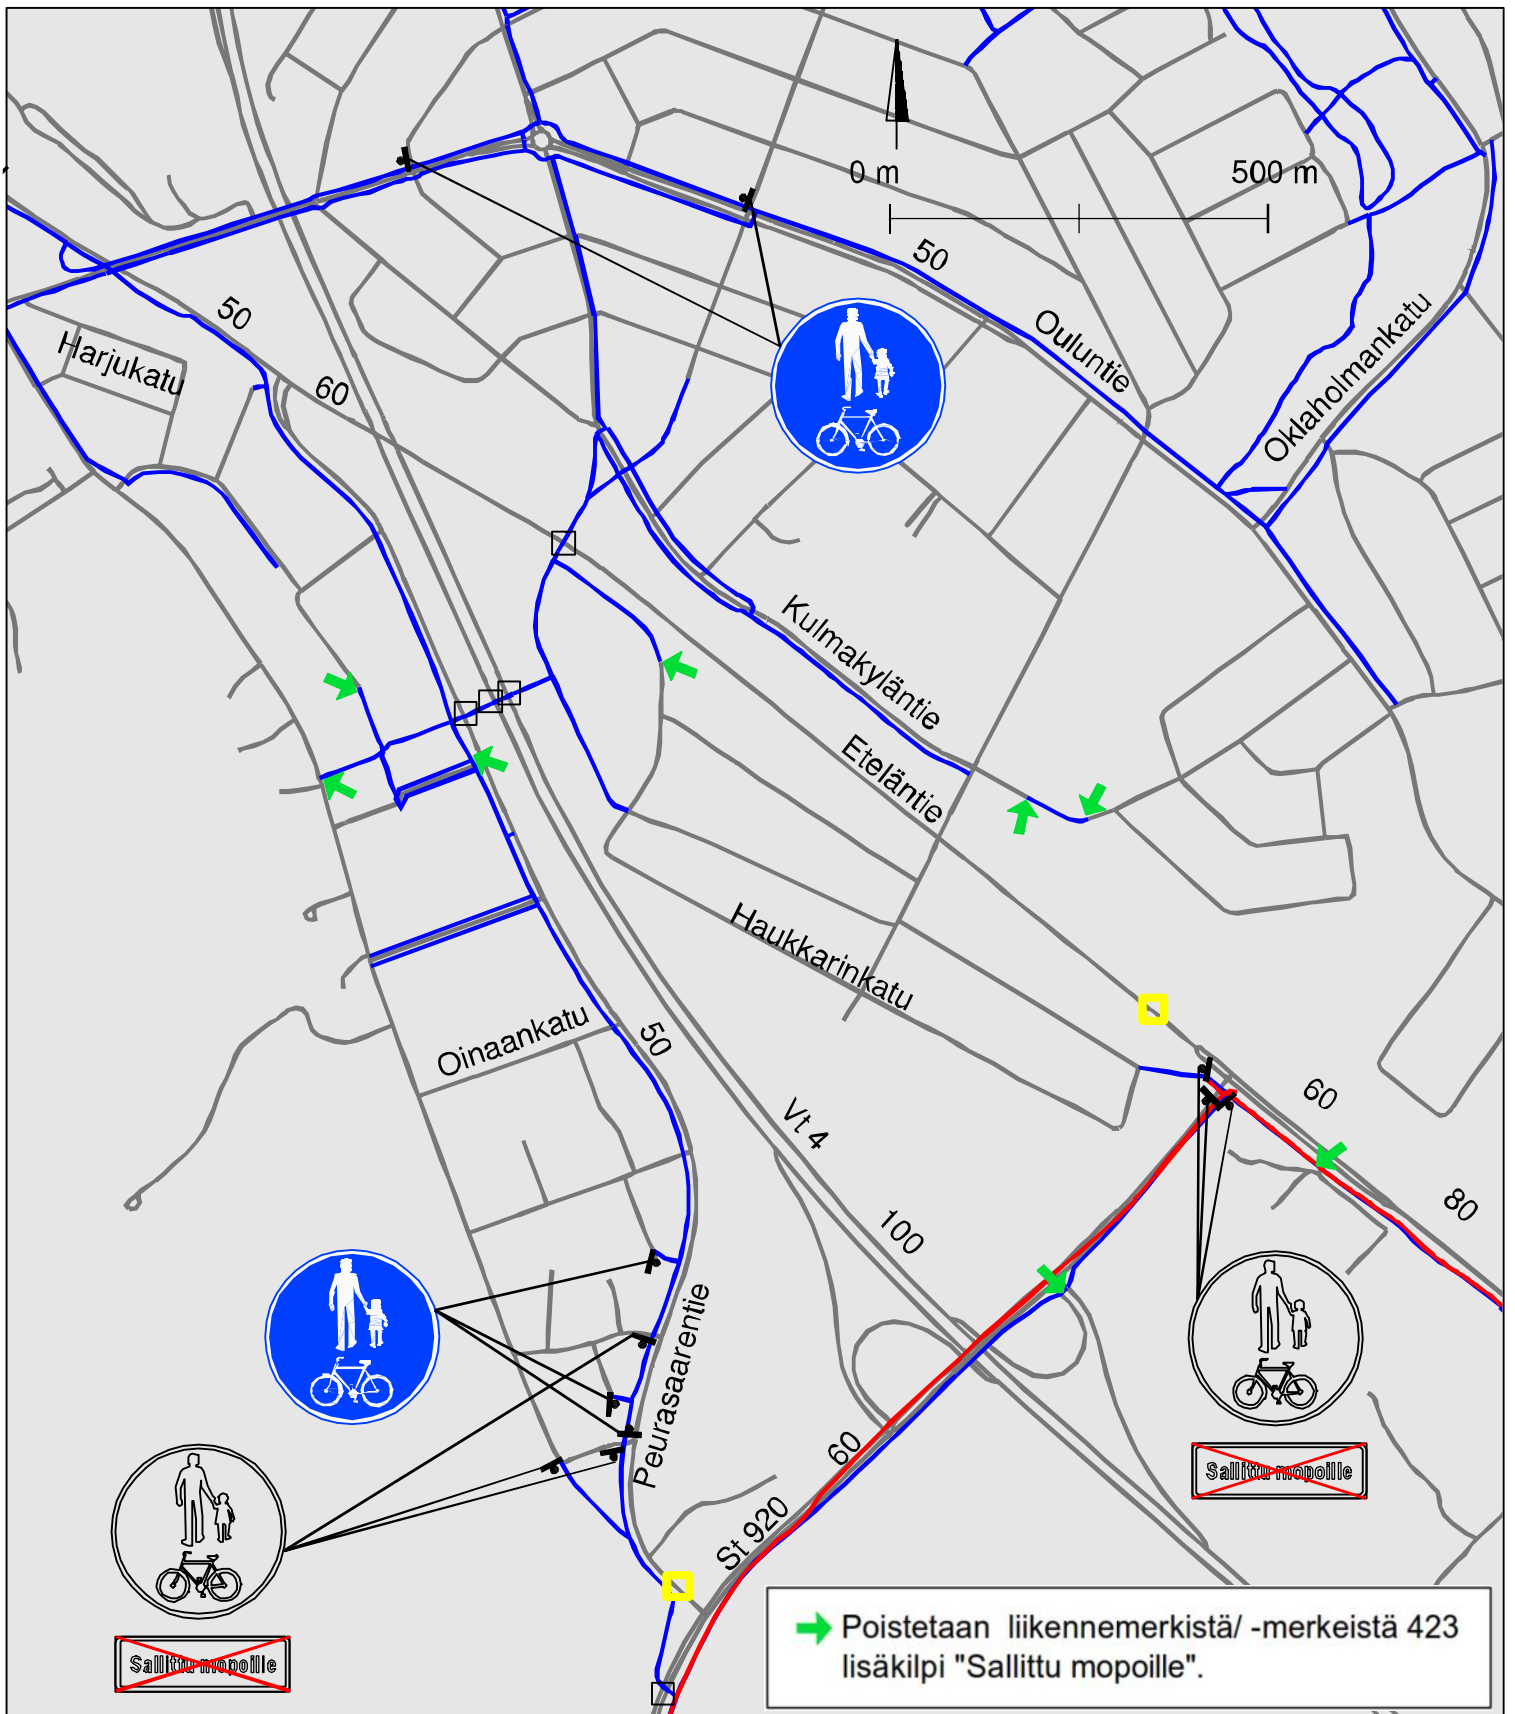 0 m
500 m
50
Ouluntie
Oklaholmankatu
50
Harjukatu
60
Kulmakyläntie
Eteläntie
Haukkarinkatu
Oinaankatu
50
Vt 4
60
80
100
Peurasaarentie
60
St 920
Sallittu mopoille
Sallittu mopoille
Poistetaan liikennemerkistä/ -merkeistä 423
lisäkilpi "Sallittu mopoille".